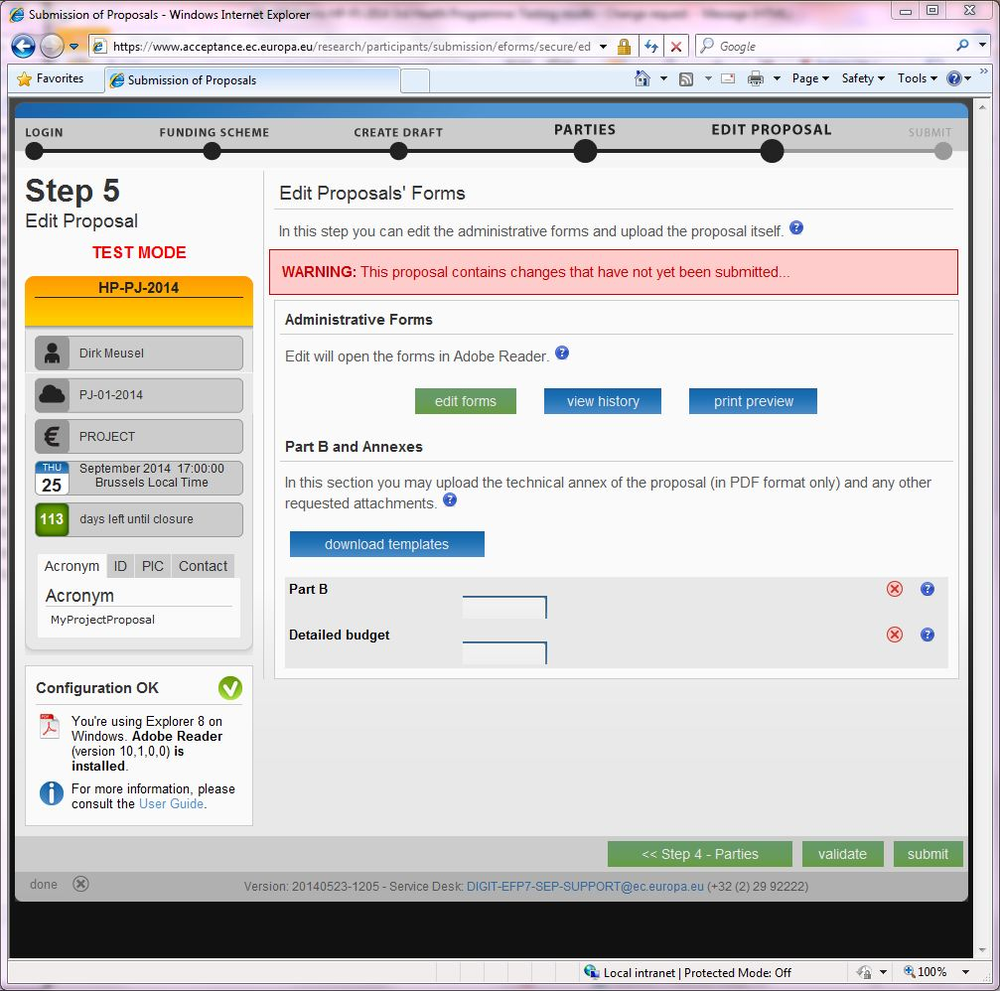 Submission of Proposals - Windows Internet Explorer
https://www.acceptance.ec.europa.eu/research/participants/submission/eforms/secure/ed
Google
Favorites
Submission of Proposals
Page
Safety
Tools
LOGIN
FUNDING SCHEME
CREATE DRAFT
PARTIES
EDIT PROPOSAL
SUBMIT
Step 5
Edit Proposal
TEST MODE
HP-PJ-2014
Dirk Meusel
PJ-01-2014
PROJECT
THU
25
September 2014 17:00:00
Brussels Local Time
113
days left until closure
Acronym
ID
PIC
Contact
Acronym
MyProjectProposal
Configuration OK
You're using Explorer 8 on
Windows. Adobe Reader
(version 10,1,0,0) is
installed.
For more information, please
consult the User Guide.
Edit Proposals' Forms
In this step you can edit the administrative forms and upload the proposal itself.
WARNING: This proposal contains changes that have not yet been submitted...
Administrative Forms
Edit will open the forms in Adobe Reader.
edit forms
view history
print preview
Part B and Annexes
In this section you may upload the technical annex of the proposal (in PDF format only) and any other
requested attachments.
download templates
Part B
Detailed budget
<< Step 4 - Parties
validate
submit
done
Version: 20140523-1205 - Service Desk: DIGIT-EFP7-SEP-SUPPORT@ec.europa.eu (+32 (2) 29 92222)
Local intranet | Protected Mode: Off
100%